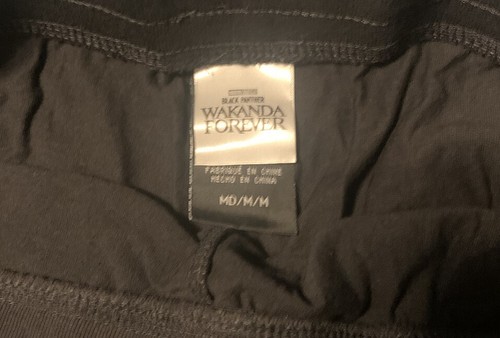 BLACK PANTHER
WAKANDA
FOREVER
FABRIQUÉ EN CHINE
HECHO EN CHINA
MD/M/M